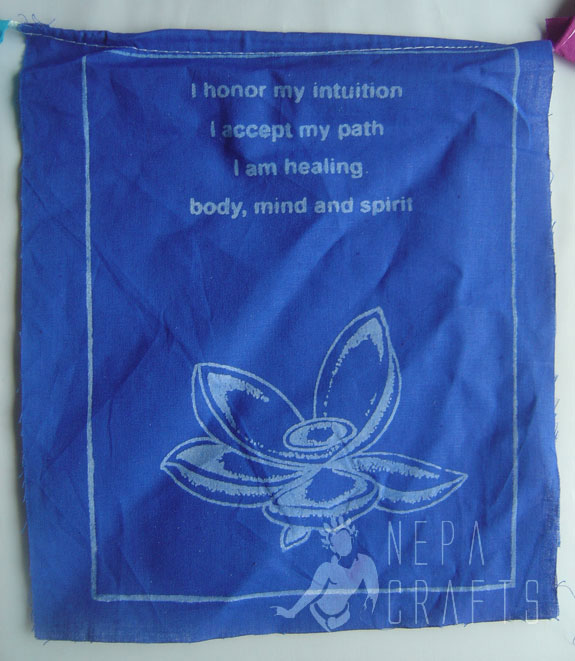 I honor my intuition
I accept my path
I am healing
body, mind and spirit
NEPA
CRAFTS